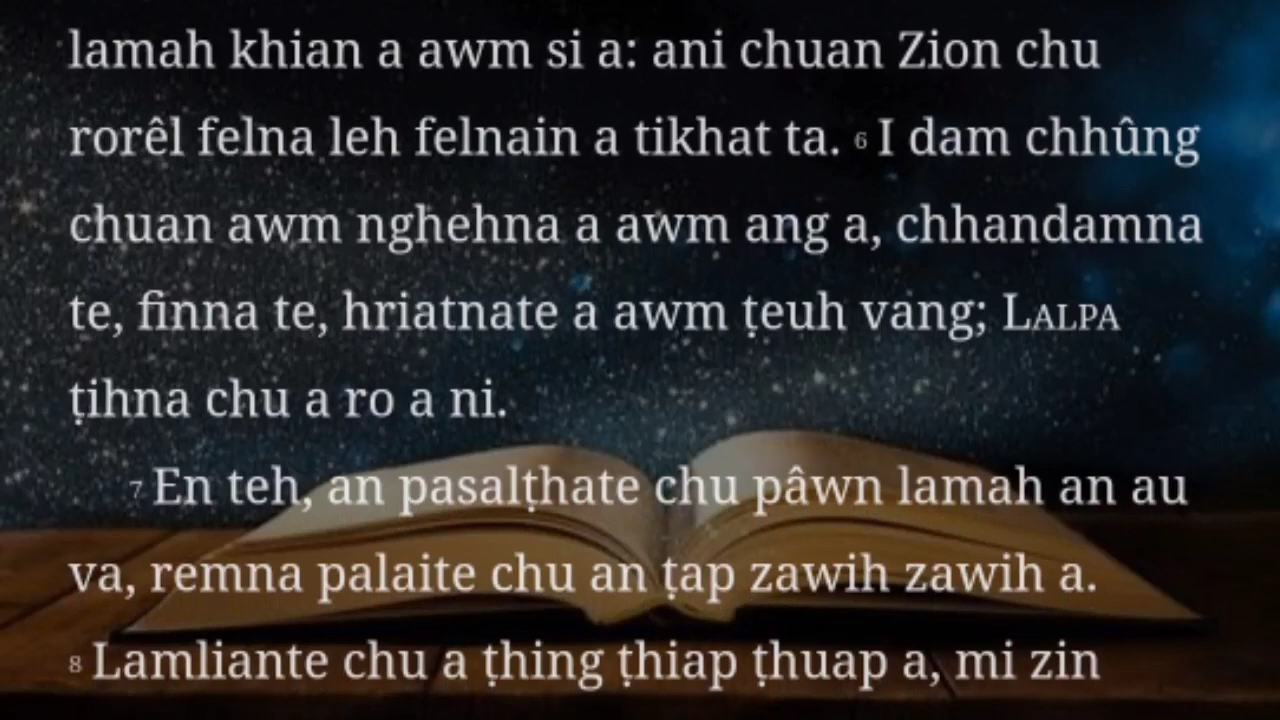 lamah khian a awm si a: ani chuan Zion chu
rorêl felna leh felnain a tikhat ta. 6 I dam chhûng
chuan awm nghehna a awm ang a, chhandamna
te, finna te, hriatnate a awm ṭeuh vang; LALPA
ṭihna chu a ro a ni.
7 En teh, an pasalṭhate chu pâwn lamah an au
va, remna palaite chu an ṭap zawih zawih a.
8 Lamliante chu a ṭhing ṭhiap ṭhuap a, mi zin